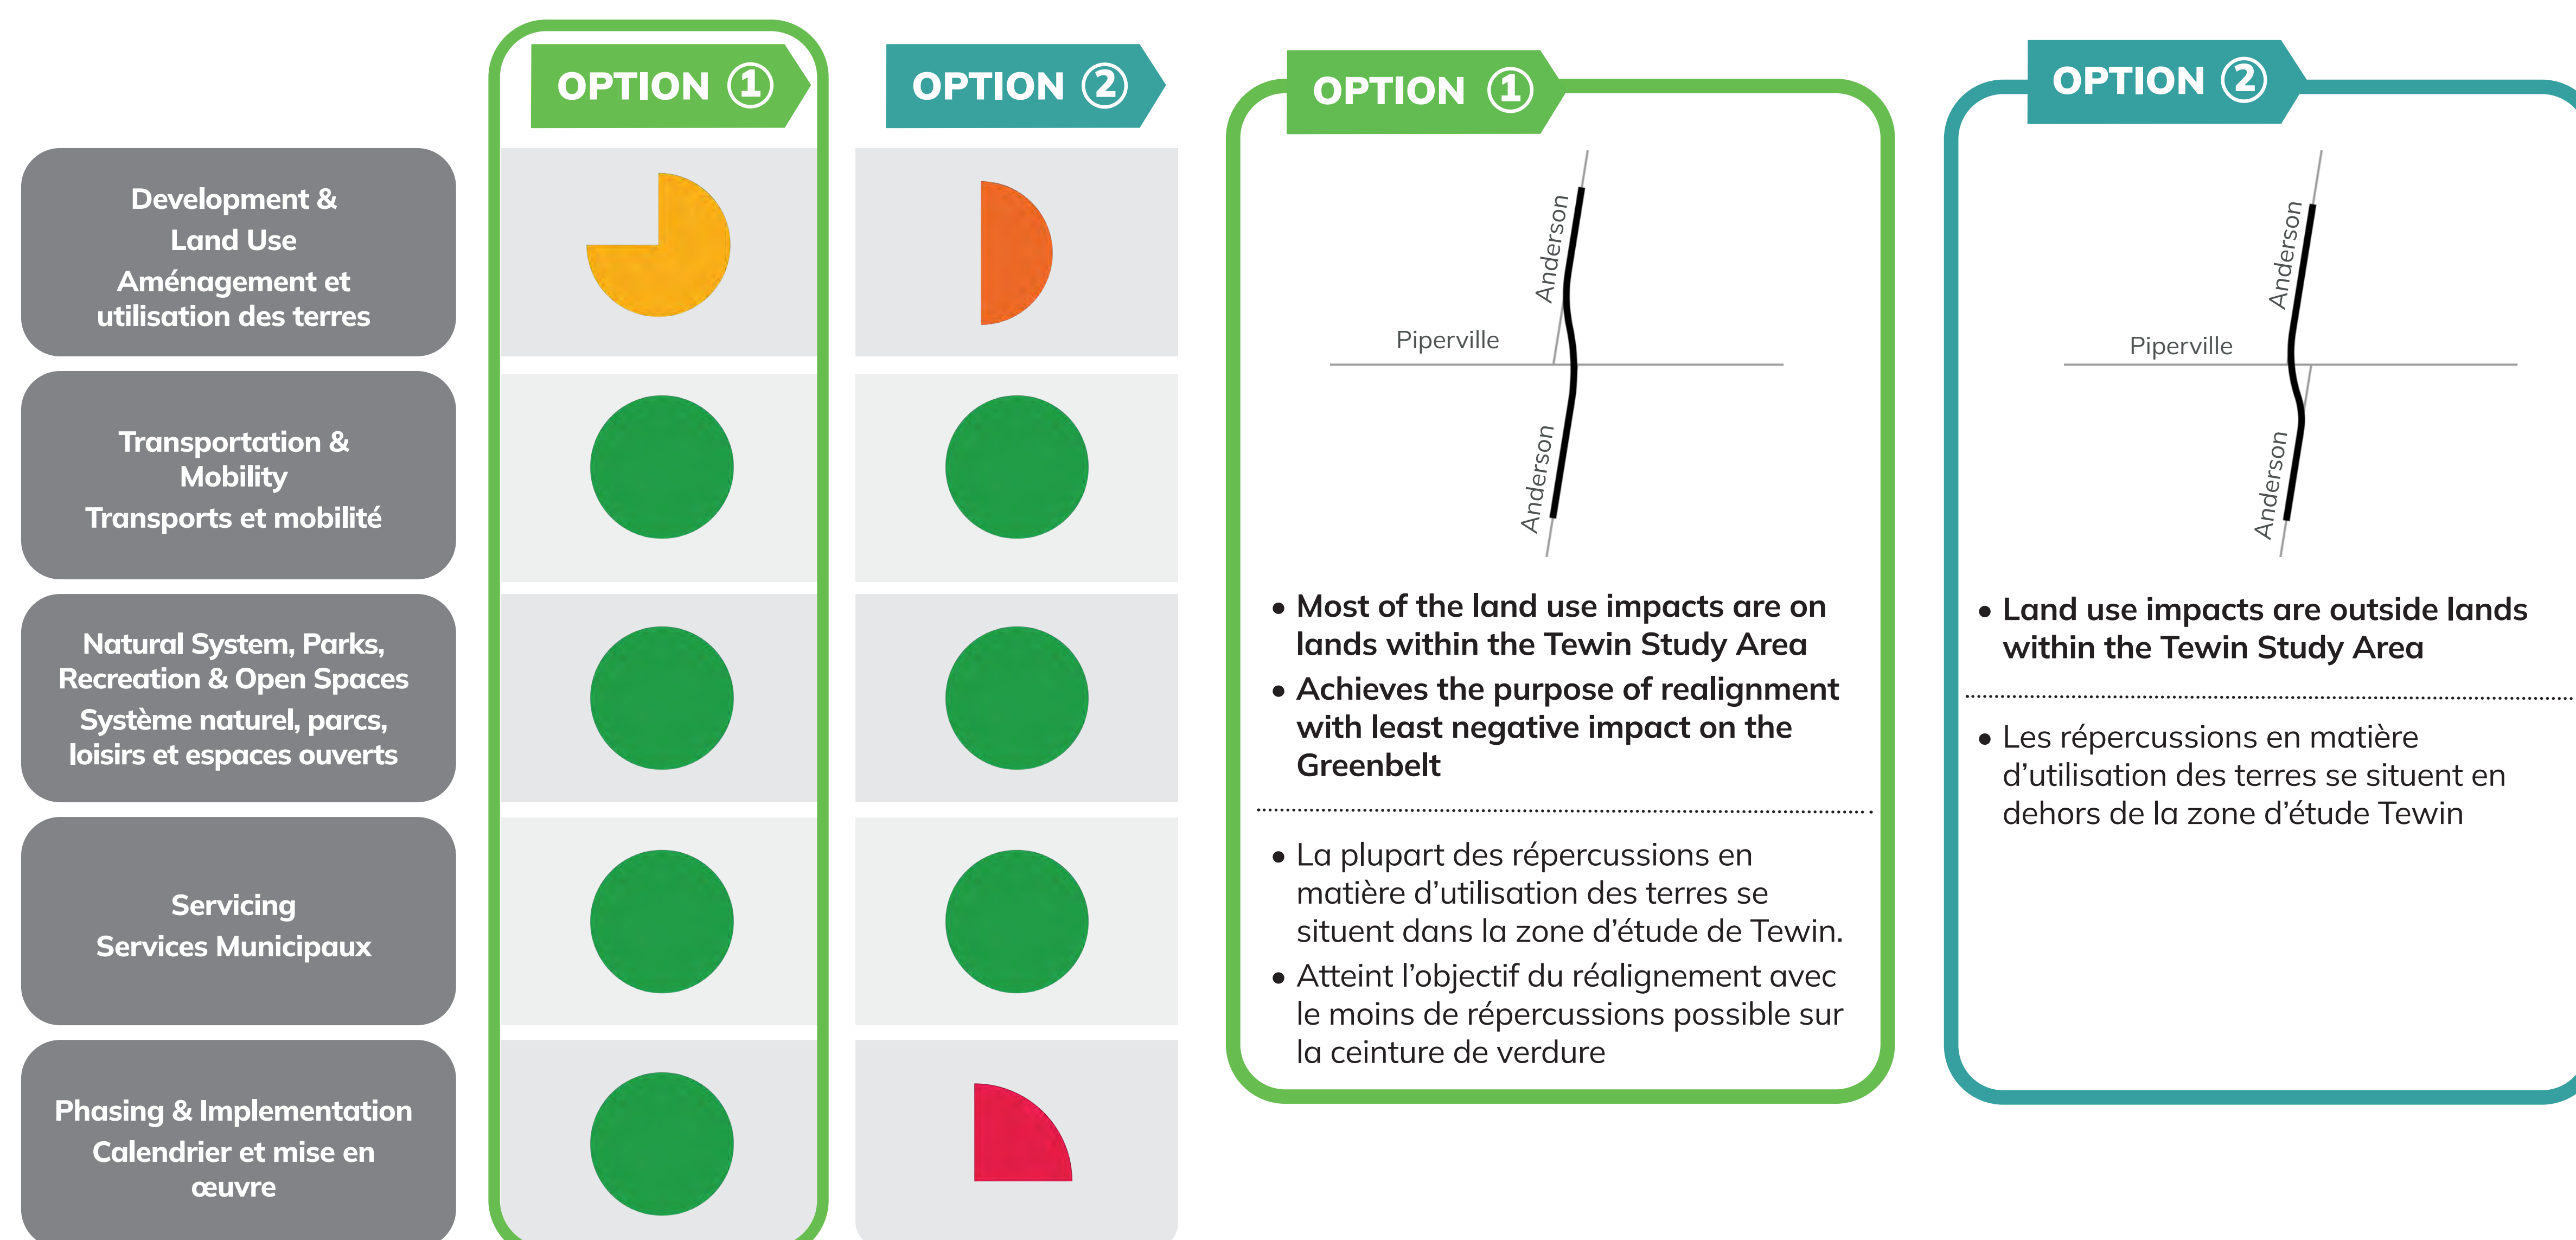 OPTION ①
OPTION ②
Development &
Land Use
Aménagement et
utilisation des terres
Transportation &
Mobility
Transports et mobilité
Natural System, Parks,
Recreation & Open Spaces
Système naturel, parcs,
loisirs et espaces ouverts
Servicing
Services Municipaux
Phasing & Implementation
Calendrier et mise en
œuvre
OPTION ①
Anderson
Piperville
Anderson
• Most of the land use impacts are on
lands within the Tewin Study Area
• Achieves the purpose of realignment
with least negative impact on the
Greenbelt
• La plupart des répercussions en
matière d’utilisation des terres se
situent dans la zone d’étude de Tewin.
• Atteint l’objectif du réalignement avec
le moins de répercussions possible sur
la ceinture de verdure
OPTION ②
Anderson
Piperville
Anderson
• Land use impacts are outside lands
within the Tewin Study Area
• Les répercussions en matière
d’utilisation des terres se situent en
dehors de la zone d’étude Tewin